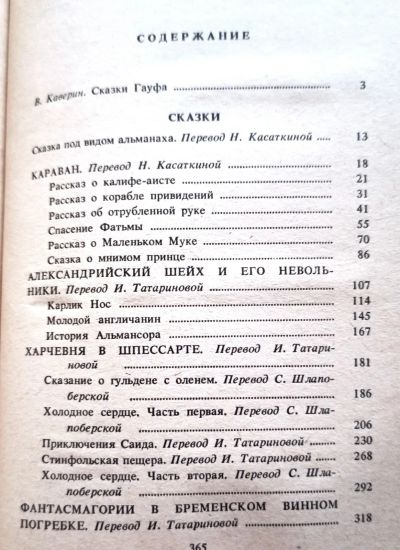 СОДЕРЖАНИЕ
В. Каверин. Сказки Гауфа 3
СКАЗКИ
Сказка под видом альманаха. Перевод Н. Касаткиной 13
КАРАВАН. Перевод Н. Касаткиной 18
Рассказ о калифе-аисте 21
Рассказ о корабле привидений 31
Рассказ об отрубленной руке 41
Спасение Фатьмы 55
Рассказ о Маленьком Муке 70
Сказка о мнимом принце 86
АЛЕКСАНДРИЙСКИЙ ШЕЙХ И ЕГО НЕВОЛЬ-
НИКИ. Перевод И. Татариновой 107
Карлик Нос 114
Молодой англичанин 145
История Альмансора 167
ХАРЧЕВНЯ В ШПЕССАРТЕ. Перевод И. Татари-
новой 181
Сказание о гульдене с оленем. Перевод С. Шлапо-
берской 186
Холодное сердце. Часть первая. Перевод С. Шла-
поберской 206
Приключения Саида. Перевод И. Татариновой 230
Стинфольская пещера. Перевод И. Татариновой 268
Холодное сердце. Часть вторая. Перевод С. Шла-
поберской 292
ФАНТАСМАГОРИИ В БРЕМЕНСКОМ ВИННОМ
ПОГРЕБКЕ. Перевод И. Татариновой 318
365